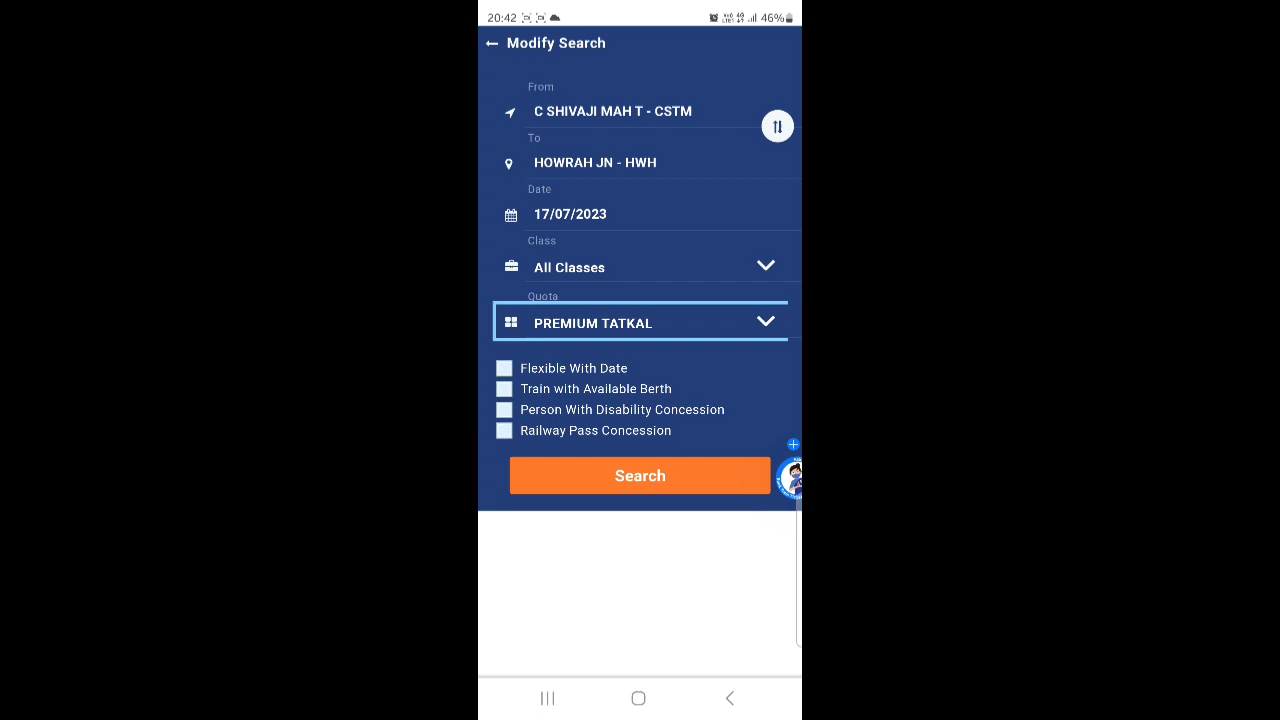 20:42
46%
Modify Search
From
C SHIVAJI MAH T - CSTM
To
HOWRAH JN - HWH
Date
17/07/2023
Class
All Classes
Quota
PREMIUM TATKAL
Flexible With Date
Train with Available Berth
Person With Disability Concession
Railway Pass Concession
Search